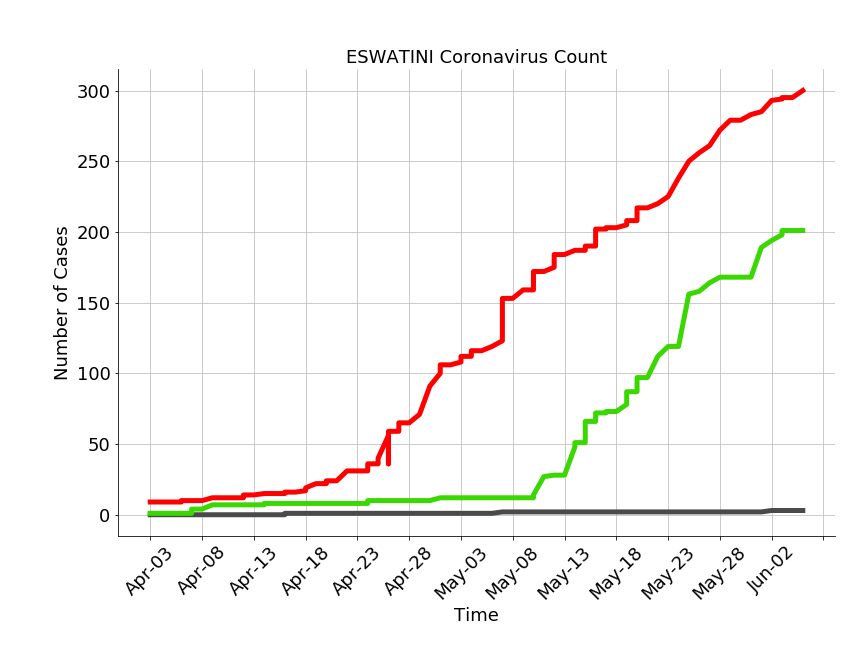 ESWATINI Coronavirus Count
Number of Cases
300
250
200
150
100
50
0
Apr-03
Apr-08
Apr-13
Apr-18
Apr-23
Apr-28
May-03
May-08
May-13
May-18
May-23
May-28
Jun-02
Time